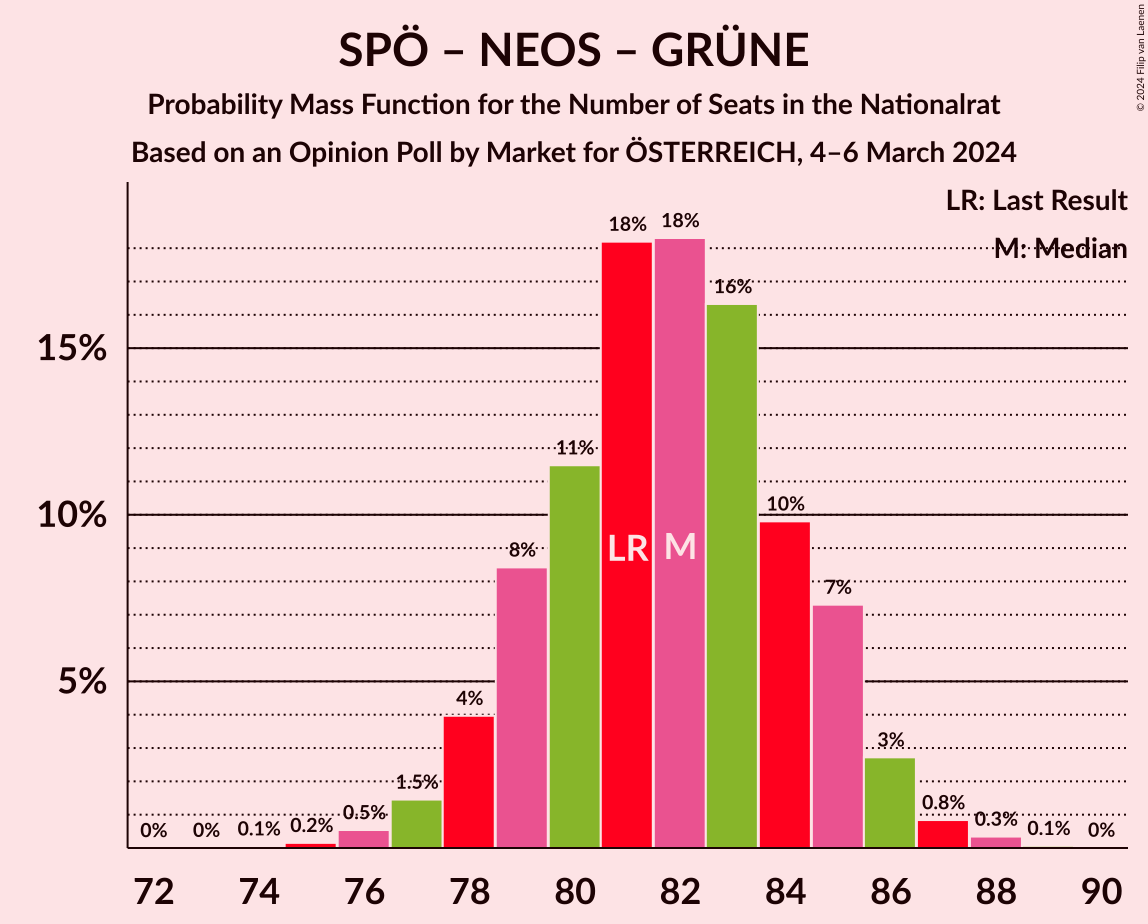 SPÖ – NEOS – GRÜNE
Probability Mass Function for the Number of Seats in the Nationalrat
Based on an Opinion Poll by Market for ÖSTERREICH, 4–6 March 2024
© 2024 Filip van Laenen
LR: Last Result
M: Median
15%
10%
5%
0%
0%
0.1%
0.2%
0.5%
1.5%
4%
8%
11%
18%
18%
16%
10%
7%
3%
0.8%
0.3%
0.1%
0%
LR
M
72 74 76 78 80 82 84 86 88 90